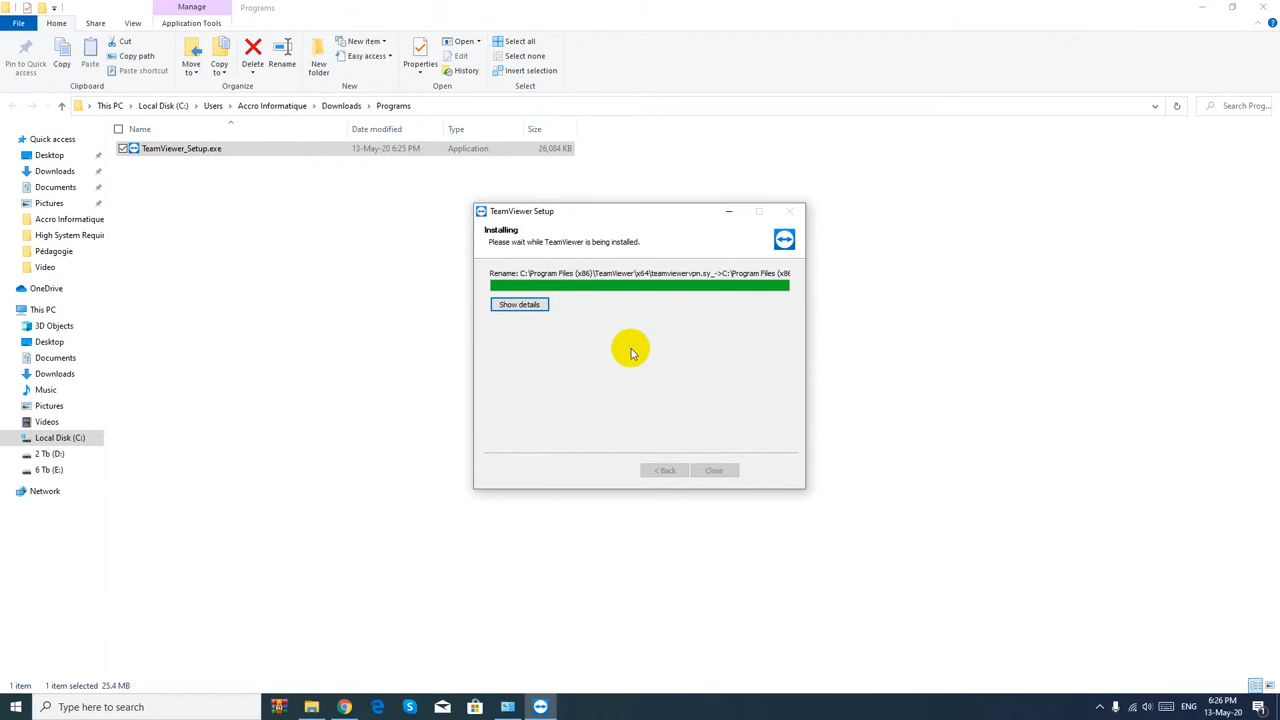 Manage
Programs
File
Home
Share
View
Application Tools
Pin to Quick access
Copy
Paste
Cut
Copy path
Paste shortcut
Clipboard
Move to
Copy to
Delete
Rename
Organize
New folder
New item
Easy access
New
Properties
Open
Edit
History
Open
Select all
Select none
Invert selection
Select
This PC
Local Disk (C:)
Users
Accro Informatique
Downloads
Programs
Search Prog...
Name
Date modified
Type
Size
TeamViewer_Setup.exe
13-May-20 6:25 PM
Application
26,084 KB
Quick access
Desktop
Downloads
Documents
Pictures
Accro Informatique
High System Requir
Pédagogie
Video
OneDrive
This PC
3D Objects
Desktop
Documents
Downloads
Music
Pictures
Videos
Local Disk (C:)
2 Tb (D:)
6 Tb (E:)
Network
TeamViewer Setup
Installing
Please wait while TeamViewer is being installed.
Rename: C:\Program Files (x86)\TeamViewer\x64\teamviewervpn.sy_->C:\Program Files (x86
Show details
< Back
Close
1 item
1 item selected 25.4 MB
Type here to search
ENG
6:26 PM
13-May-20
1